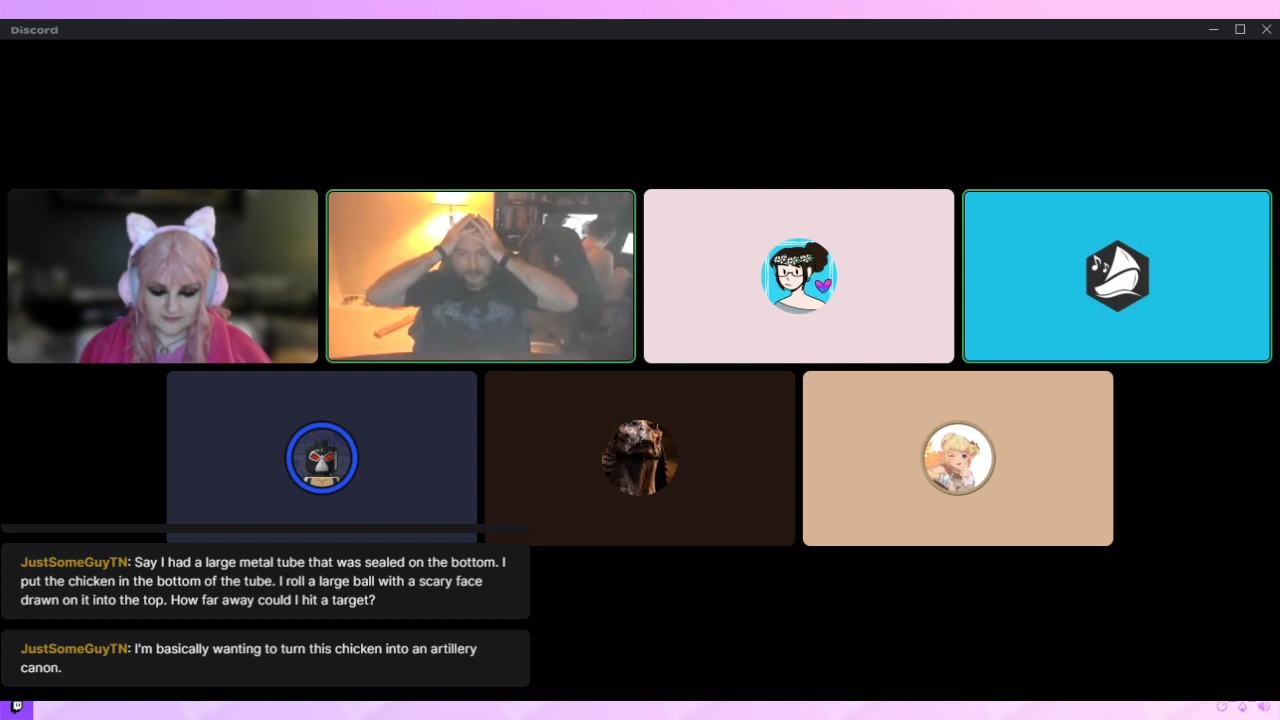 Discord
JustSomeGuyTN: Say I had a large metal tube that was sealed on the bottom. I
put the chicken in the bottom of the tube. I roll a large ball with a scary face
drawn on it into the top. How far away could I hit a target?
JustSomeGuyTN: I'm basically wanting to turn this chicken into an artillery
canon.